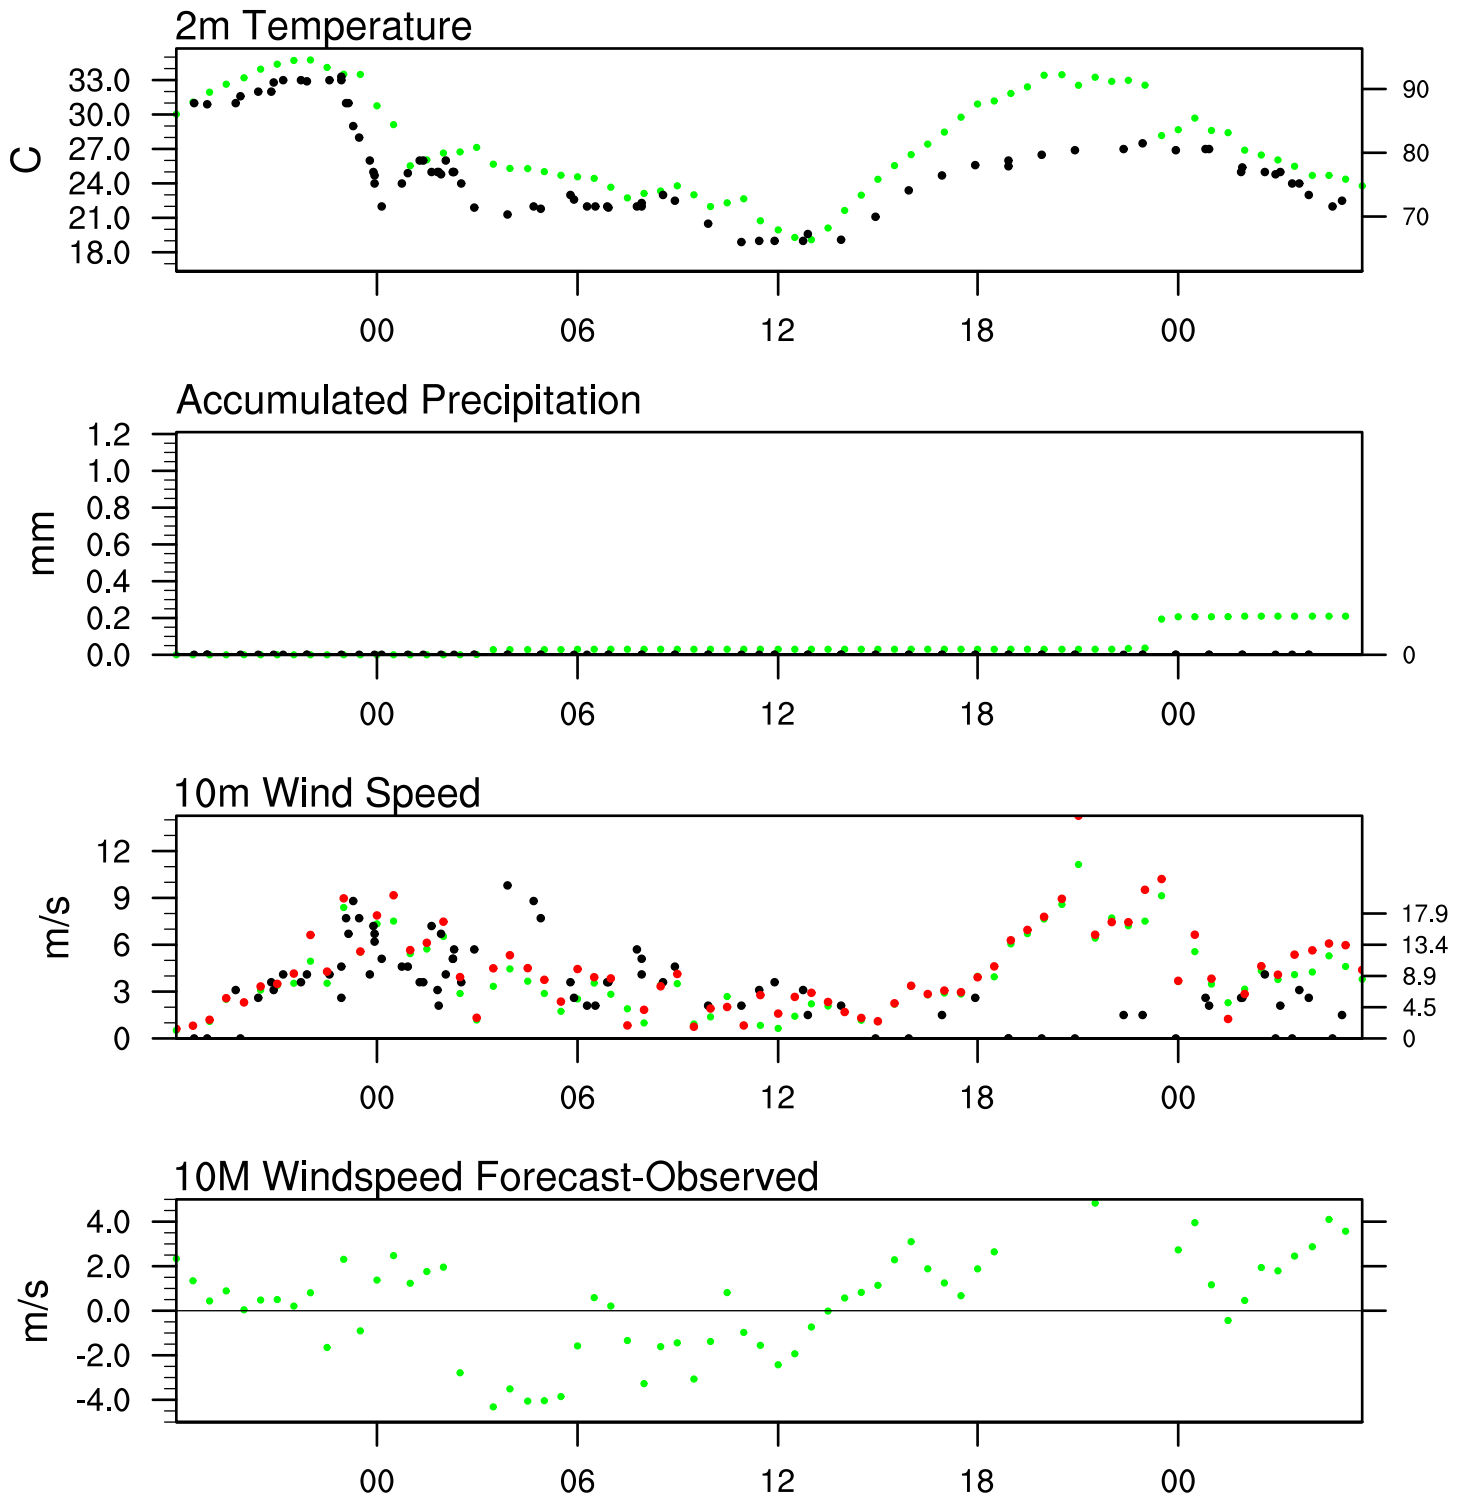 2m Temperature
33.0
30.0
27.0
24.0
21.0
18.0
C
90
80
70
00 06 12 18 00
Accumulated Precipitation
1.2
1.0
0.8
0.6
0.4
0.2
0.0
mm
0
00 06 12 18 00
10m Wind Speed
12
9
6
3
0
m/s
17.9
13.4
8.9
4.5
0
00 06 12 18 00
10M Windspeed Forecast-Observed
4.0
2.0
0.0
-2.0
-4.0
m/s
00 06 12 18 00